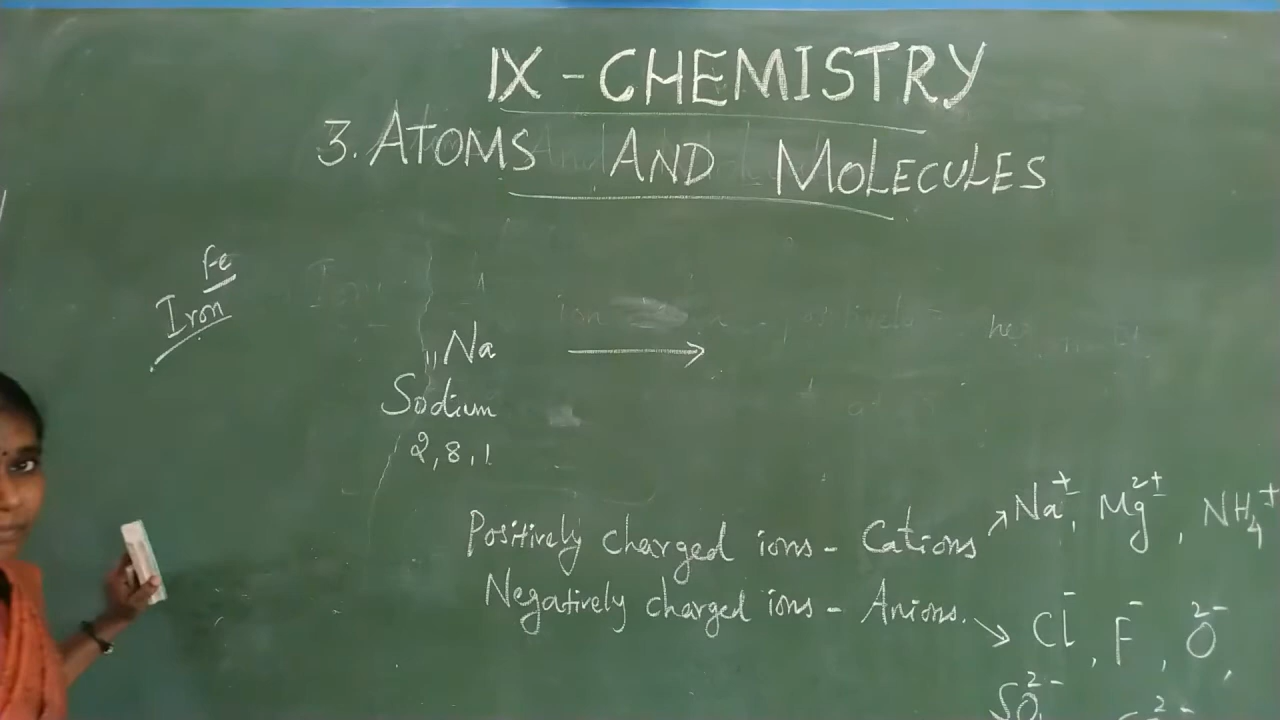 IX - CHEMISTRY
3. ATOMS AND MOLECULES
Fe
Iron
11Na →
Sodium
2, 8, 1
Positively charged ions - Cations ↗ Na⁺, Mg²⁺, NH₄⁺
Negatively charged ions - Anions. ↘ Cl⁻, F⁻, O²⁻,
SO₄²⁻